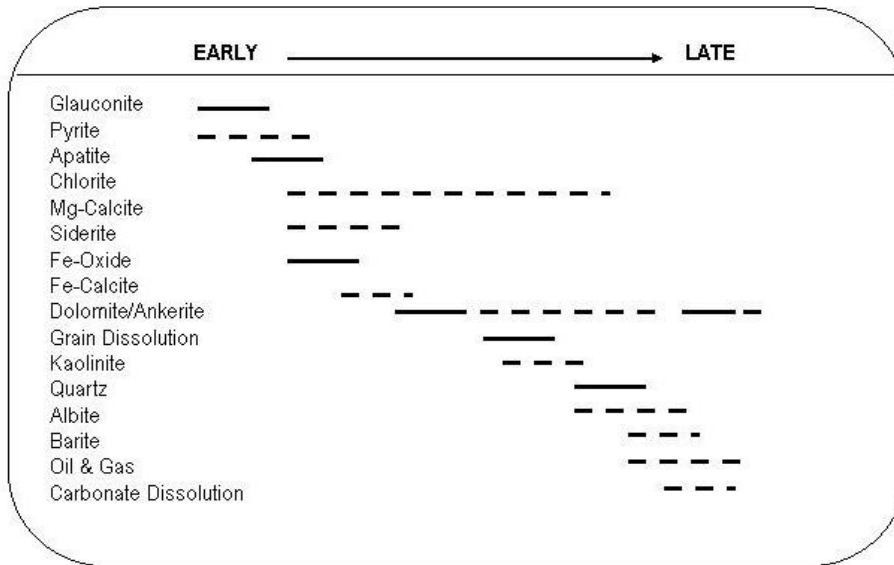 EARLY LATE
Glauconite
Pyrite
Apatite
Chlorite
Mg-Calcite
Siderite
Fe-Oxide
Fe-Calcite
Dolomite/Ankerite
Grain Dissolution
Kaolinite
Quartz
Albite
Barite
Oil & Gas
Carbonate Dissolution